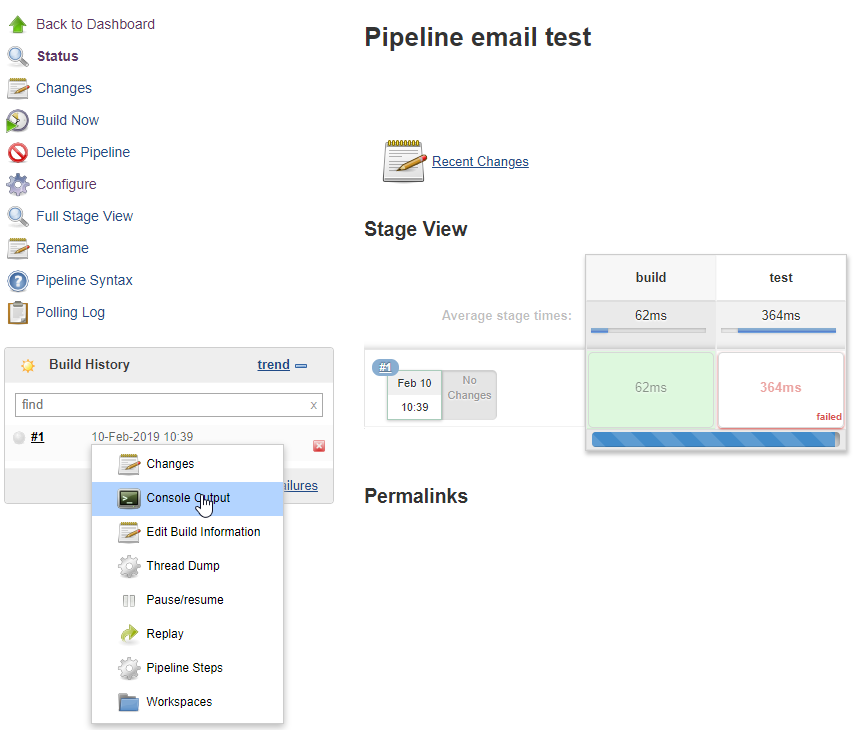 Back to Dashboard
Status
Changes
Build Now
Delete Pipeline
Configure
Full Stage View
Rename
Pipeline Syntax
Polling Log
Build History
trend
find
x
#1
10-Feb-2019 10:39
ilures
Changes
Console Output
Edit Build Information
Thread Dump
Pause/resume
Replay
Pipeline Steps
Workspaces
Pipeline email test
Recent Changes
Stage View
build
test
Average stage times:
62ms
364ms
#1
Feb 10
10:39
No
Changes
62ms
364ms
failed
Permalinks